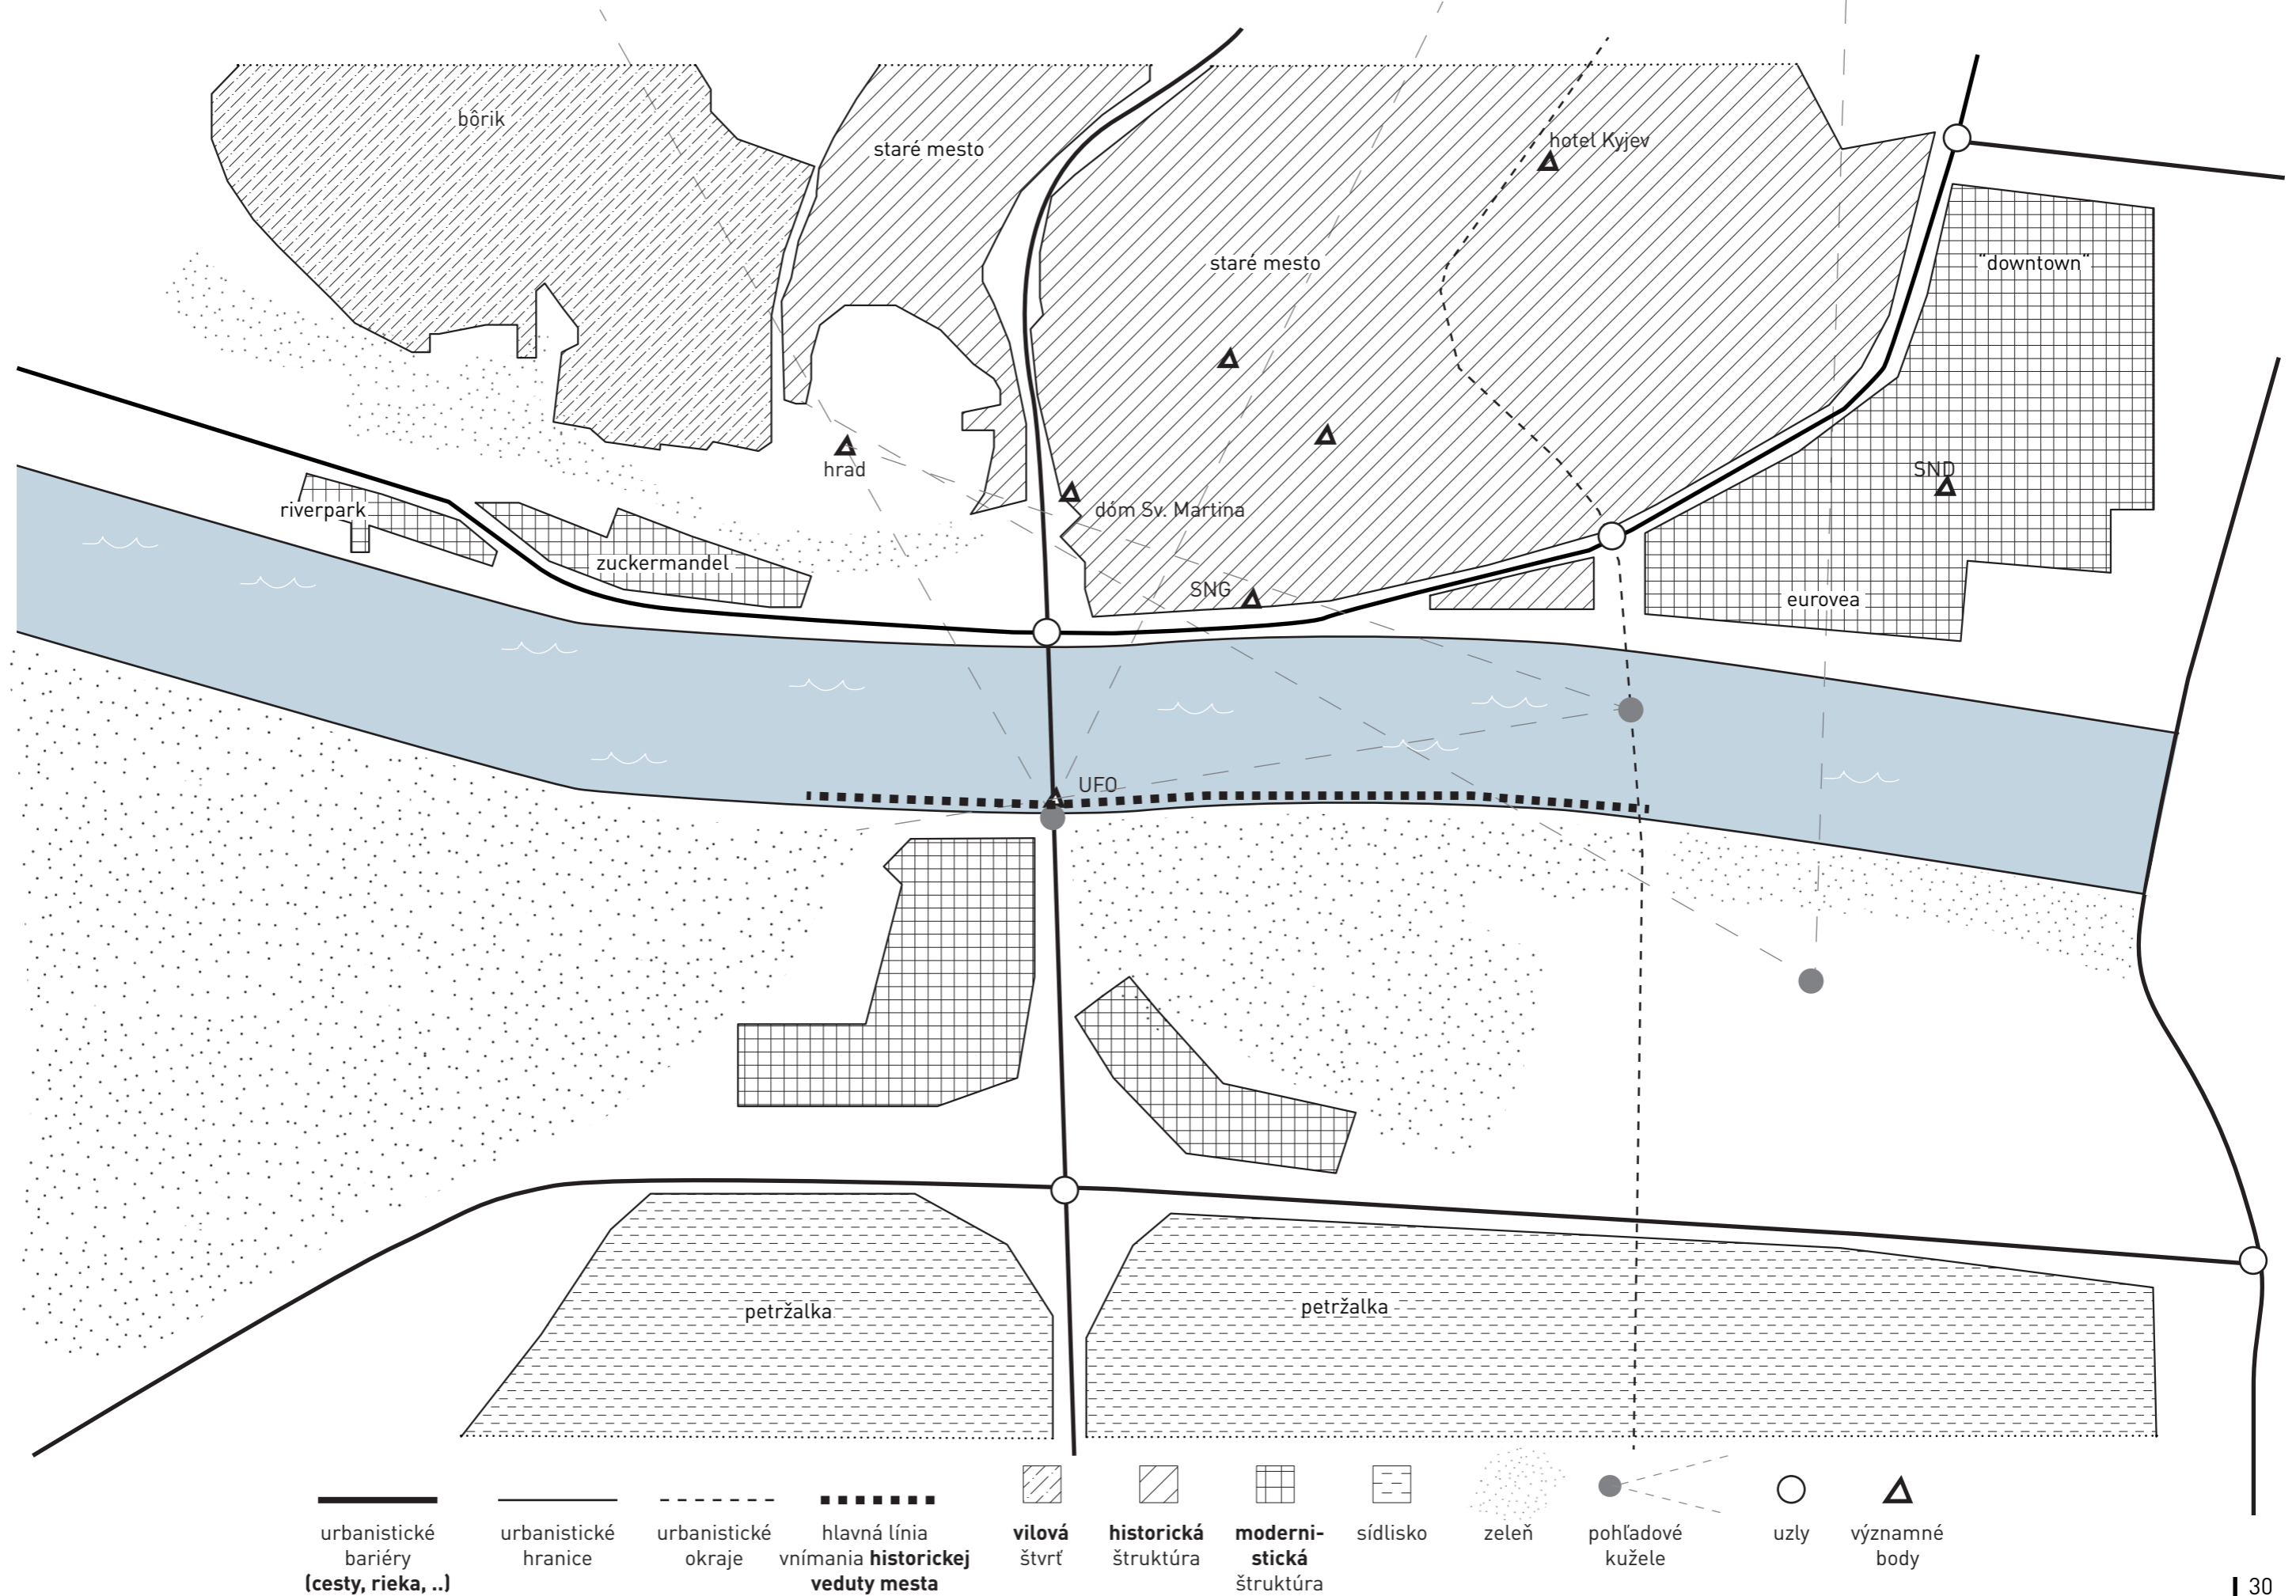 bôrik
staré mesto
hotel Kyjev
staré mesto
"downtown"
hrad
SND
riverpark
dóm Sv. Martina
zuckermandel
SNG
eurovea
UFO
petržalka
petržalka
urbanistické
bariéry
(cesty, rieka, ..)
urbanistické
hranice
urbanistické
okraje
hlavná línia
vnímania historickej
veduty mesta
vilová
štvrť
historická
štruktúra
moderni-
stická
štruktúra
sídlisko
zeleň
pohľadové
kužele
uzly
významné
body
30